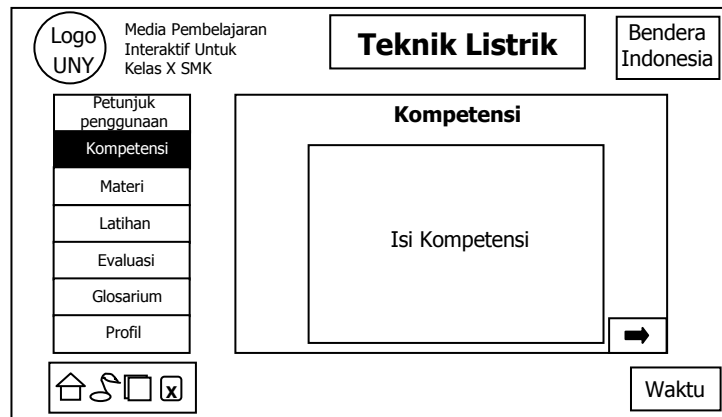 Logo
UNY
Media Pembelajaran
Interaktif Untuk
Kelas X SMK
Teknik Listrik
Bendera
Indonesia
Petunjuk
penggunaan
Kompetensi
Materi
Latihan
Evaluasi
Glosarium
Profil
Kompetensi
Isi Kompetensi
x
Waktu